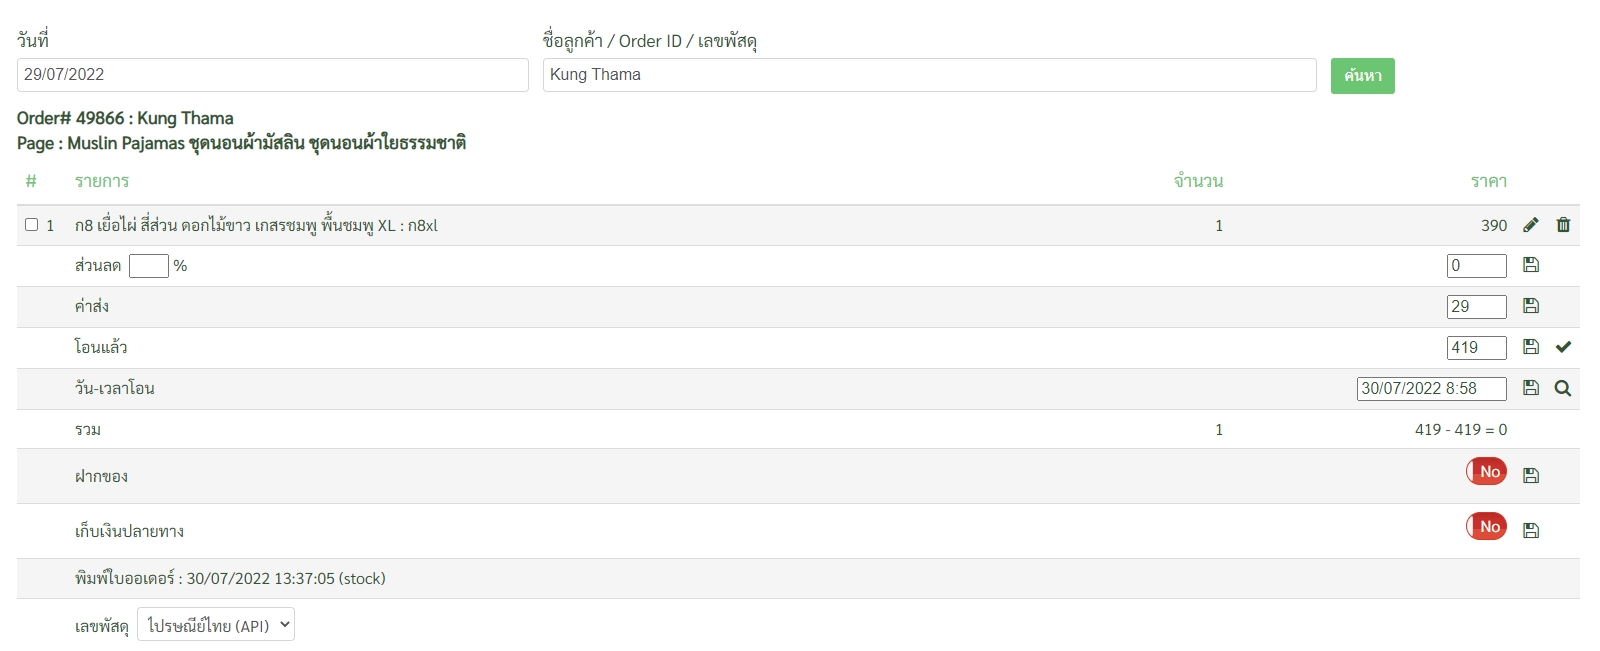 วันที่ ชื่อลูกค้า / Order ID / เลขพัสดุ
29/07/2022 Kung Thama ค้นหา
Order# 49866 : Kung Thama
Page : Muslin Pajamas ชุดนอนผ้ามัสลิน ชุดนอนผ้าใยธรรมชาติ
# รายการ จำนวน ราคา
1 ก8 เยื่อไผ่ สี่ส่วน ดอกไม้ขาว เกสรชมพู พื้นชมพู XL : ก8xl 1 390
ส่วนลด % 0
ค่าส่ง 29
โอนแล้ว 419
วัน-เวลาโอน 30/07/2022 8:58
รวม 1 419 - 419 = 0
ฝากของ No
เก็บเงินปลายทาง No
พิมพ์ใบออเดอร์ : 30/07/2022 13:37:05 (stock)
เลขพัสดุ ไปรษณีย์ไทย (API)